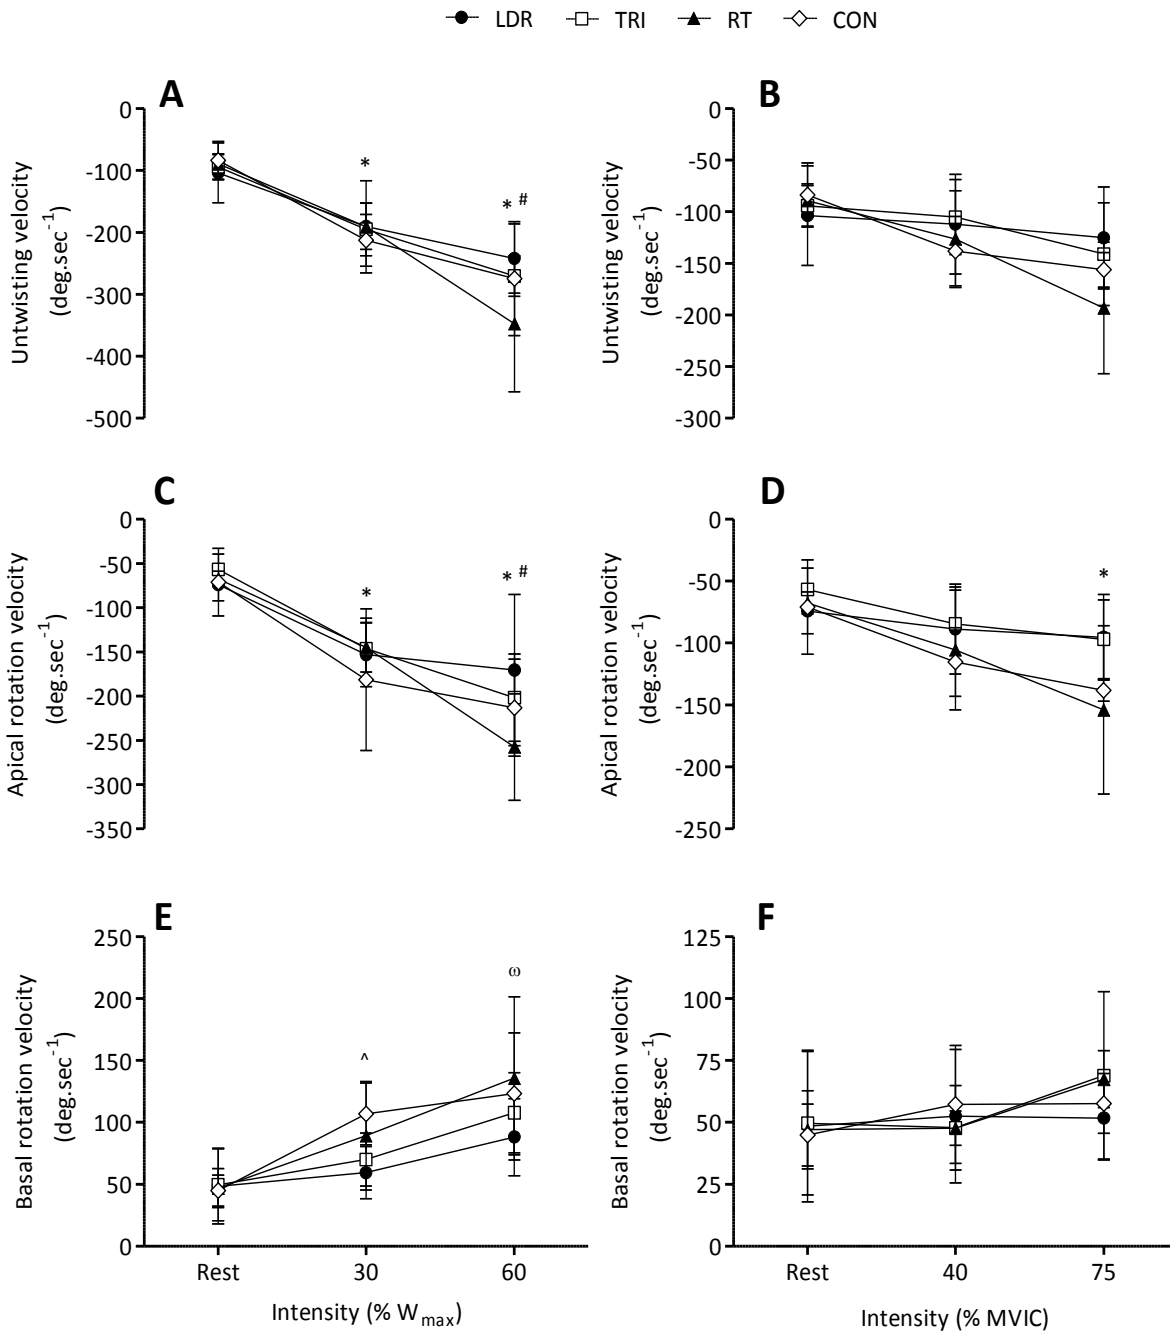 LDR TRI RT CON
A
Untwisting velocity
(deg.sec⁻¹)
0
-100
-200
-300
-400
-500
*
* #
B
Untwisting velocity
(deg.sec⁻¹)
0
-50
-100
-150
-200
-250
-300
C
Apical rotation velocity
(deg.sec⁻¹)
0
-50
-100
-150
-200
-250
-300
-350
*
* #
D
Apical rotation velocity
(deg.sec⁻¹)
0
-50
-100
-150
-200
-250
*
E
Basal rotation velocity
(deg.sec⁻¹)
250
200
150
100
50
0
^
ω
Rest 30 60
Intensity (% Wmax)
F
Basal rotation velocity
(deg.sec⁻¹)
125
100
75
50
25
0
Rest 40 75
Intensity (% MVIC)